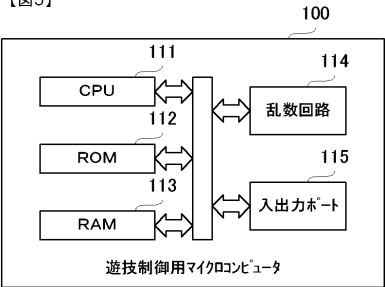 【図5】
100
111
CPU
114
乱数回路
112
ROM
115
入出力ﾎﾟｰﾄ
113
RAM
遊技制御用ﾏｲｸﾛｺﾝﾋﾟｭｰﾀ